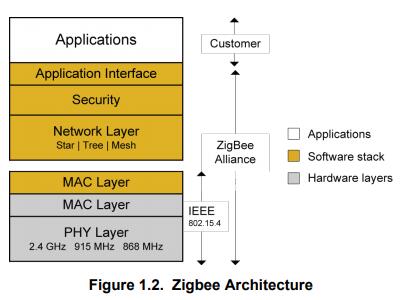 Applications
Application Interface
Security
Network Layer
Star | Tree | Mesh
MAC Layer
MAC Layer
PHY Layer
2.4 GHz 915 MHz 868 MHz
Customer
ZigBee
Alliance
IEEE
802.15.4
Applications
Software stack
Hardware layers
Figure 1.2. Zigbee Architecture